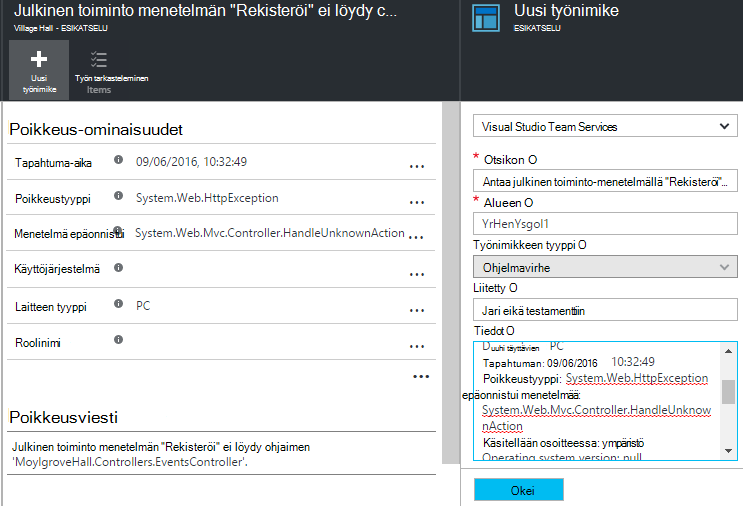 Julkinen toiminto menetelmän "Rekisteröi" ei löydy c...
Village Hall - ESIKATSELU
Uusi
työnimike
Työn tarkasteleminen
Items
Poikkeus-ominaisuudet
Tapahtuma-aika 09/06/2016, 10:32:49 ...
Poikkeustyyppi System.Web.HttpException ...
Menetelmä epäonnistui System.Web.Mvc.Controller.HandleUnknownAction ...
Käyttöjärjestelmä ...
Laitteen tyyppi PC ...
Roolinimi ...
...
Poikkeusviesti
Julkinen toiminto menetelmän "Rekisteröi" ei löydy ohjaimen
'MoylgroveHall.Controllers.EventsController'.
Uusi työnimike
ESIKATSELU
Visual Studio Team Services
* Otsikon O
Antaa julkinen toiminto-menetelmällä "Rekisteröi"...
* Alueen O
YrHenYsgol1
Työnimikkeen tyyppi O
Ohjelmavirhe
Liitetty O
Jari eikä testamenttiin
Tiedot O
täyttävien PC
Tapahtuman: 09/06/2016 10:32:49
Poikkeustyyppi: System.Web.HttpException
epäonnistui menetelmää:
System.Web.Mvc.Controller.HandleUnknow
nAction
Käsitellään osoitteessa: ympäristö
Operating system version: null
Okei